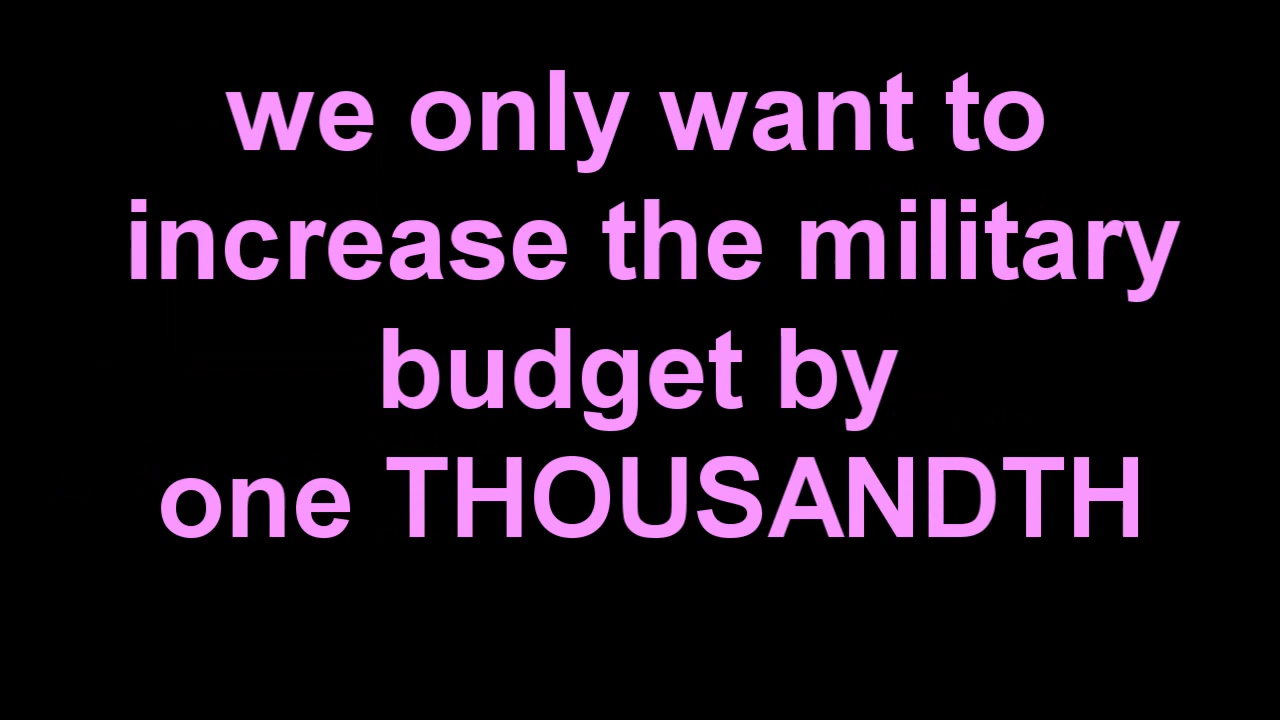 we only want to
increase the military
budget by
one THOUSANDTH